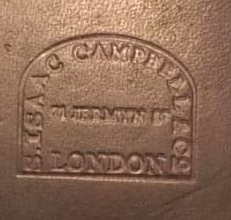 S. ISAAC CAMPBELL & Co
71 JERMYN St
LONDON